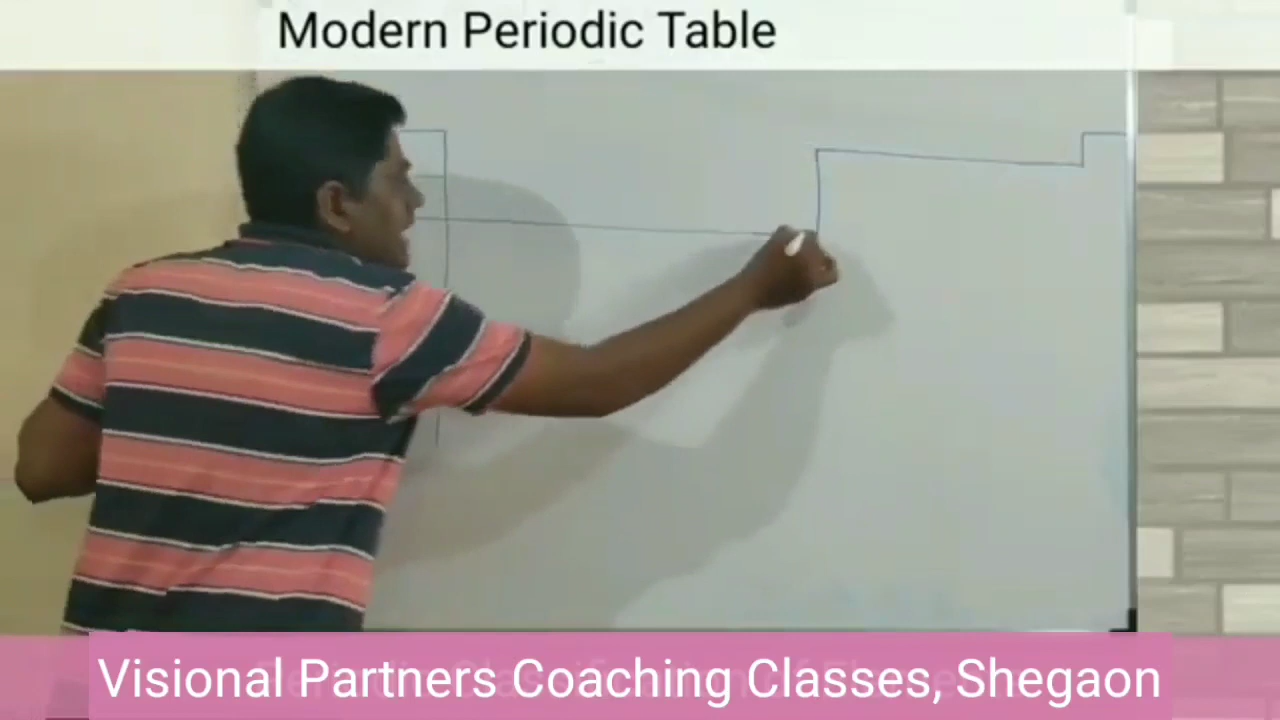 Modern Periodic Table
Visional Partners Coaching Classes, Shegaon